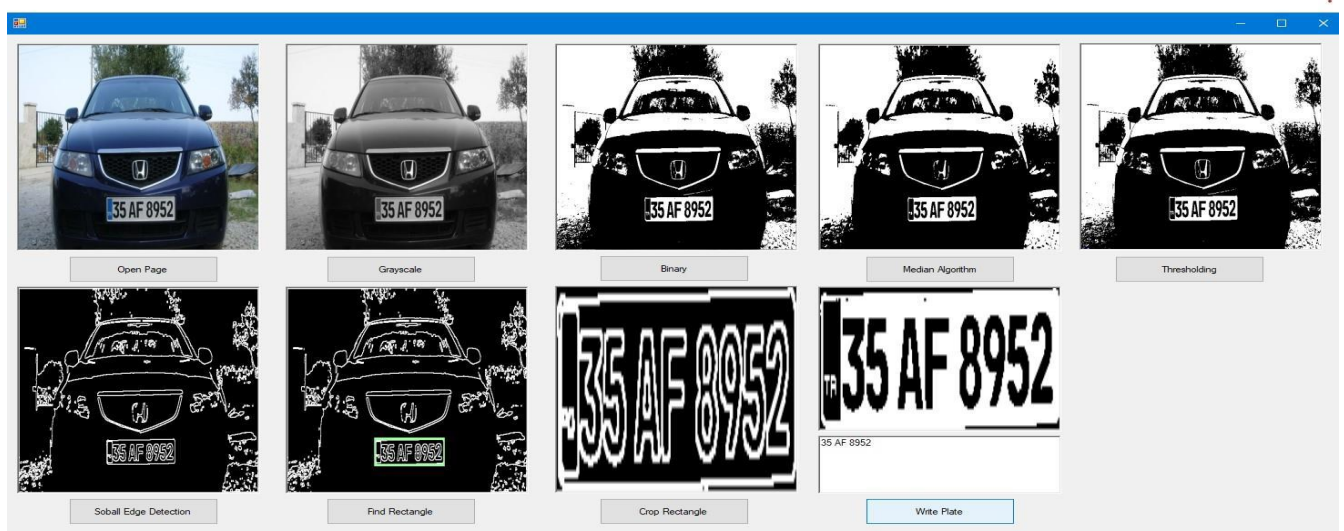 35 AF 8952
35 AF 8952
35 AF 8952
35 AF 8952
35 AF 8952
Open Page
Grayscale
Binary
Median Algorithm
Thresholding
35 AF 8952
35 AF 8952
35 AF 8952
TR 35 AF 8952
35 AF 8952
Soball Edge Detection
Find Rectangle
Crop Rectangle
Write Plate